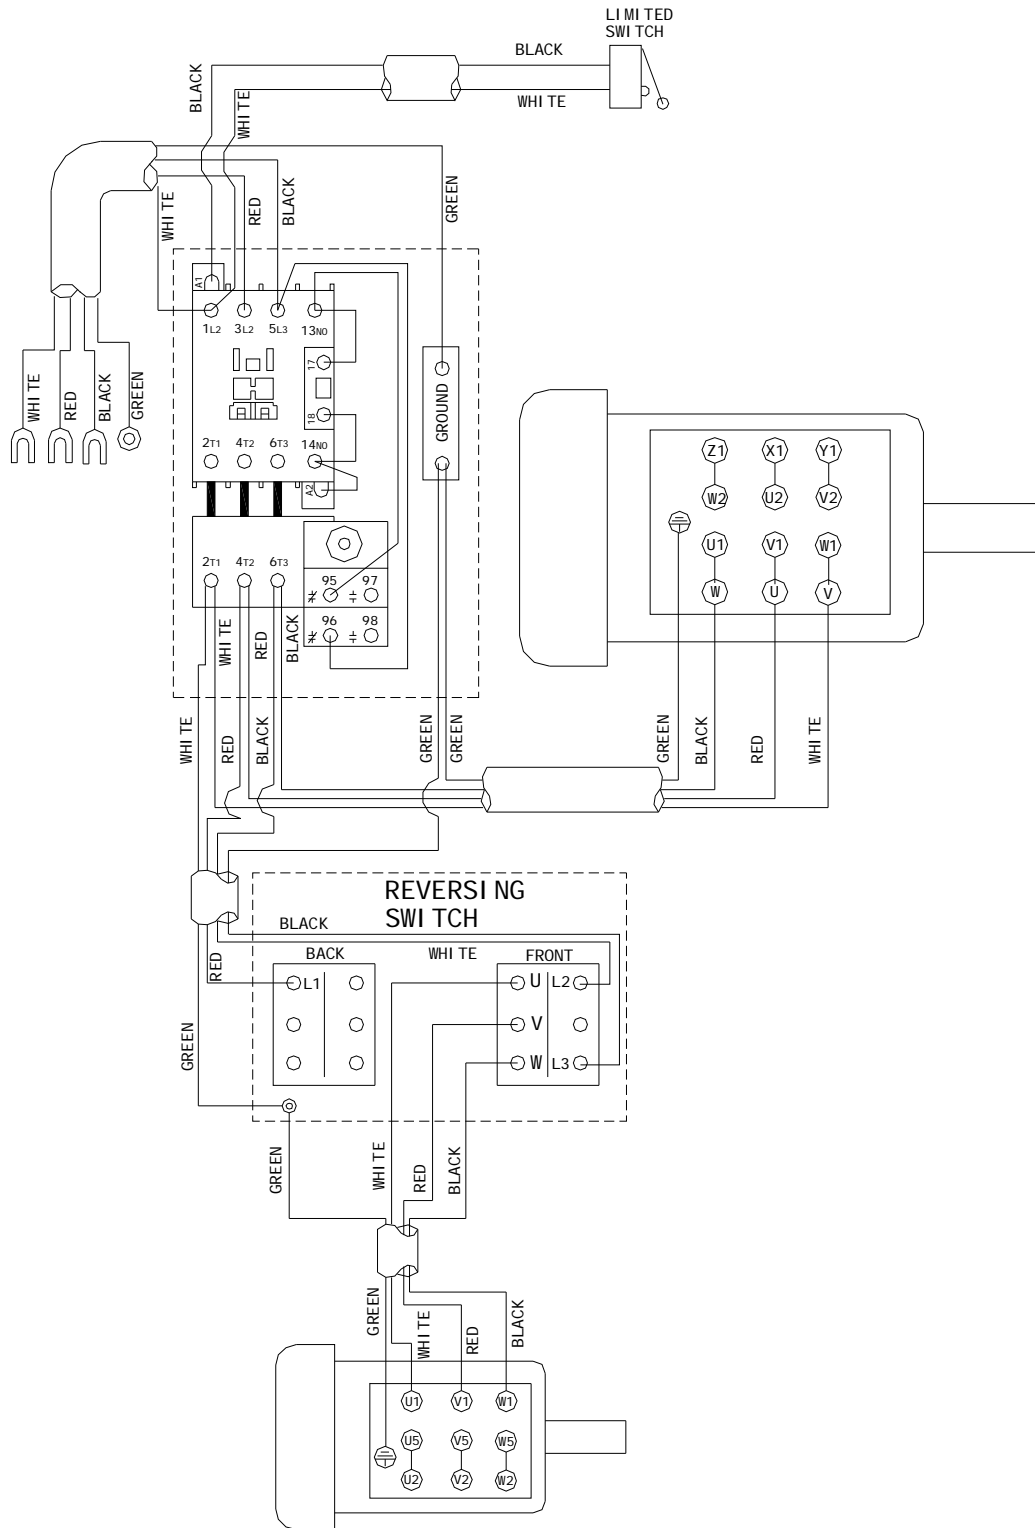 LIMITED
SWITCH
BLACK
WHITE
BLACK
WHITE
WHITE
RED
BLACK
GREEN
A1
1L2 3L2 5L3 13NO
17
18
2T1 4T2 6T3 14NO
A2
GROUND
WHITE
RED
BLACK
GREEN
Z1 X1 Y1
W2 U2 V2
U1 V1 W1
W U V
2T1 4T2 6T3
95 97
96 98
WHITE
RED
BLACK
WHITE
RED
BLACK
GREEN
GREEN
GREEN
BLACK
RED
WHITE
REVERSING
SWITCH
BLACK
WHITE
RED
BACK
L1
FRONT
U L2
V
W L3
GREEN
GREEN
WHITE
RED
BLACK
GREEN
WHITE
RED
BLACK
U1 V1 W1
U5 V5 W5
U2 V2 W2